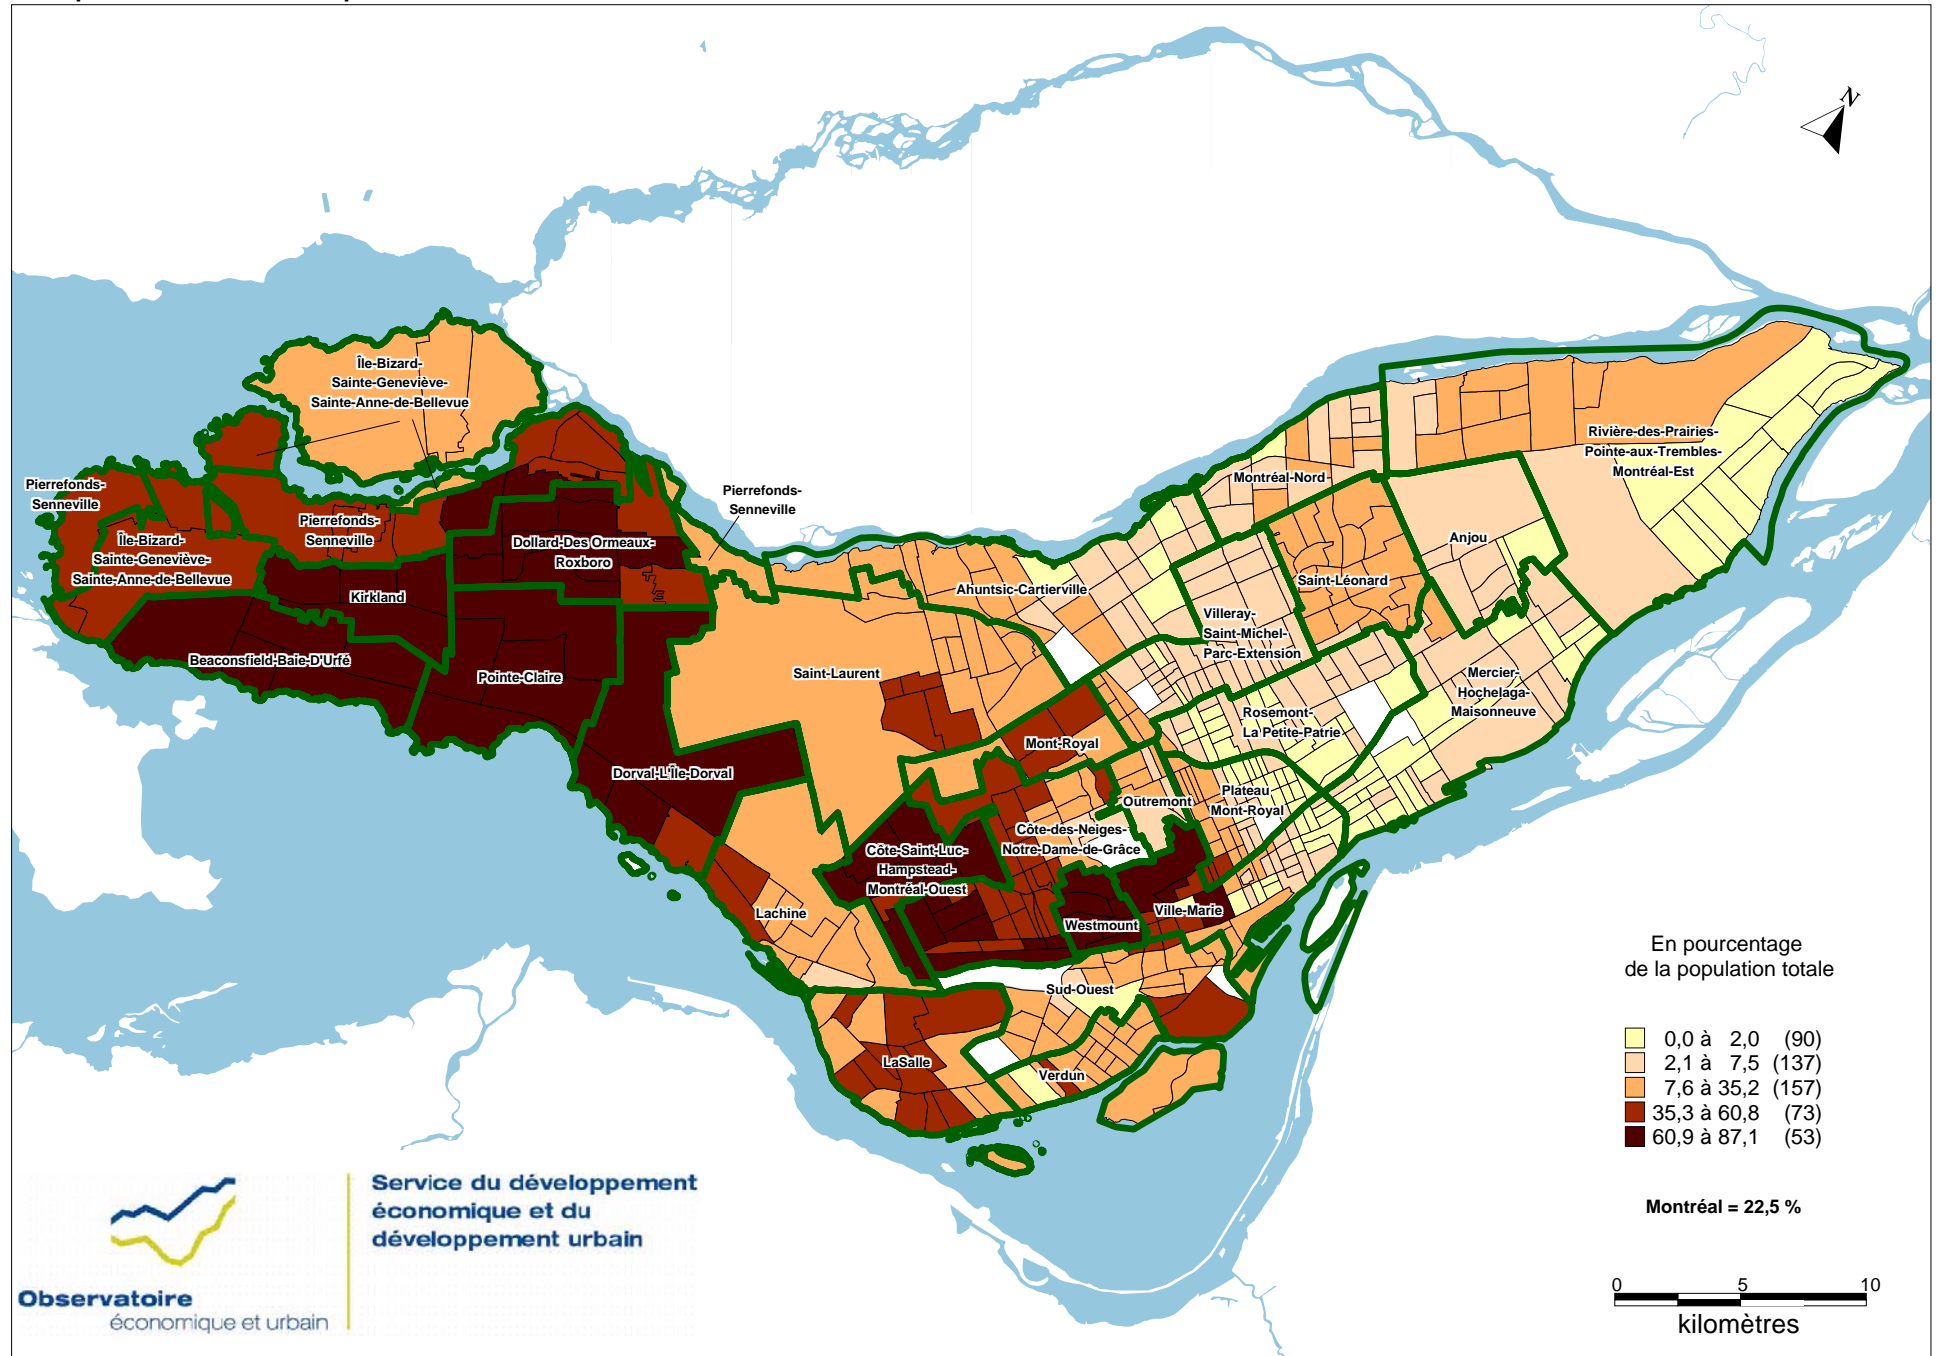 N
Île-Bizard-
Sainte-Geneviève-
Sainte-Anne-de-Bellevue
Pierrefonds-
Senneville
Pierrefonds-
Senneville
Pierrefonds-
Senneville
Île-Bizard-
Sainte-Geneviève-
Sainte-Anne-de-Bellevue
Dollard-Des Ormeaux-
Roxboro
Kirkland
Beaconsfield-Baie-D'Urfé
Pointe-Claire
Dorval-L'Île-Dorval
Saint-Laurent
Ahuntsic-Cartierville
Montréal-Nord
Rivière-des-Prairies-
Pointe-aux-Trembles-
Montréal-Est
Anjou
Saint-Léonard
Villeray-
Saint-Michel-
Parc-Extension
Mercier-
Hochelaga-
Maisonneuve
Rosemont-
La Petite-Patrie
Mont-Royal
Outremont
Plateau
Mont-Royal
Côte-des-Neiges-
Notre-Dame-de-Grâce
Côte-Saint-Luc-
Hampstead-
Montréal-Ouest
Lachine
Westmount
Ville-Marie
Sud-Ouest
LaSalle
Verdun
En pourcentage
de la population totale
0,0 à 2,0 (90)
2,1 à 7,5 (137)
7,6 à 35,2 (157)
35,3 à 60,8 (73)
60,9 à 87,1 (53)
Montréal = 22,5 %
0 5 10
kilomètres
Service du développement
économique et du
développement urbain
Observatoire
économique et urbain